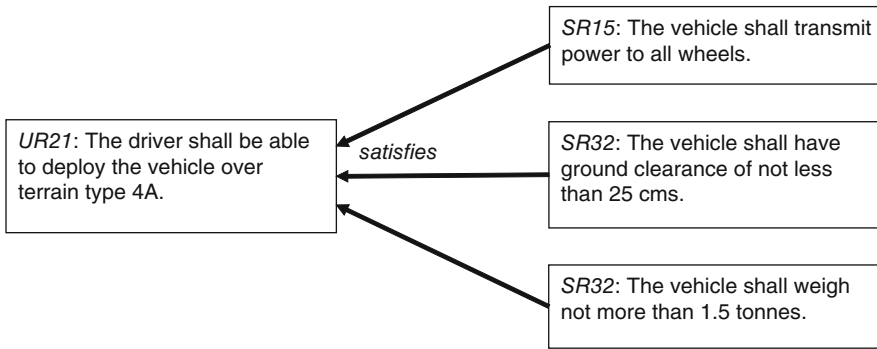 UR21: The driver shall be able
to deploy the vehicle over
terrain type 4A.
satisfies
SR15: The vehicle shall transmit
power to all wheels.
SR32: The vehicle shall have
ground clearance of not less
than 25 cms.
SR32: The vehicle shall weigh
not more than 1.5 tonnes.